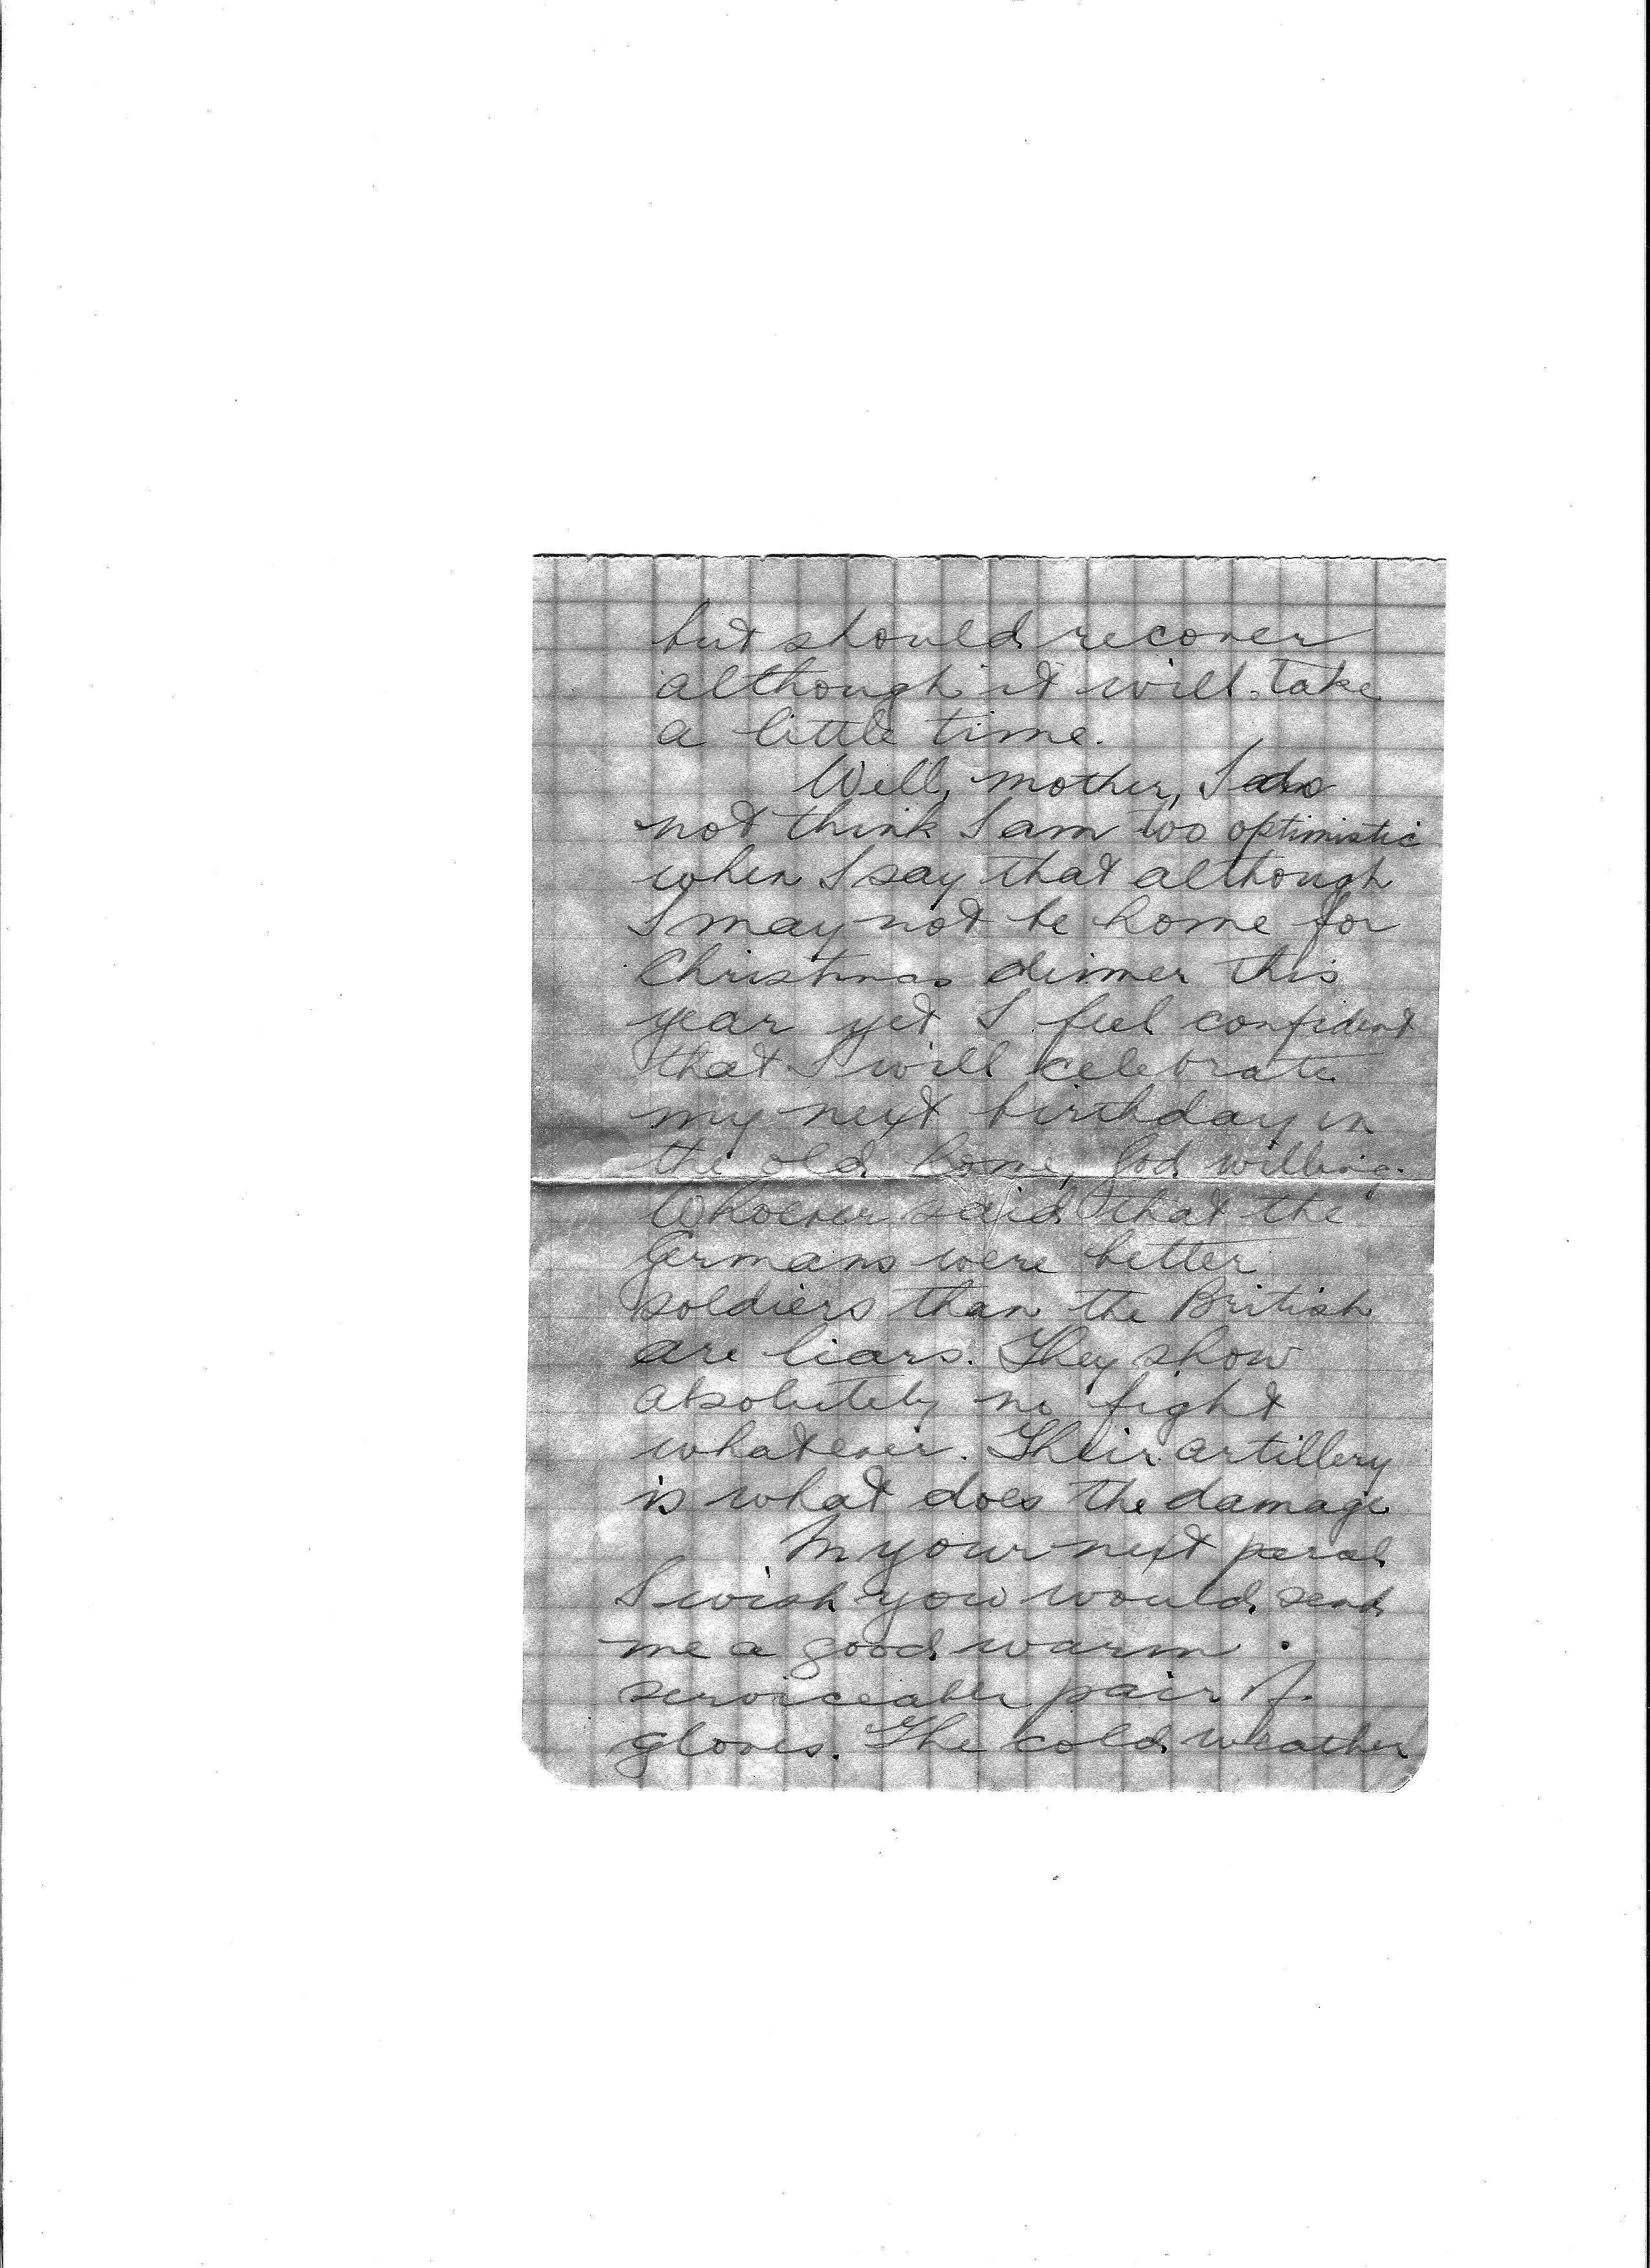 but should recover
although it will take
a little time.
Well, mother, I do
not think I am too optimistic
when I say that although
I may not be home for
Christmas dinner this
year yet I feel confident
that I will celebrate
my next birthday in
the old home, God willing.
Whoever said that the
Germans were better
soldiers than the British
are liars. They show
absolutely no fight
whatever. Their artillery
is what does the damage
In your next
I wish you would send
me a good warm
serviceable pair of
gloves. The cold weather